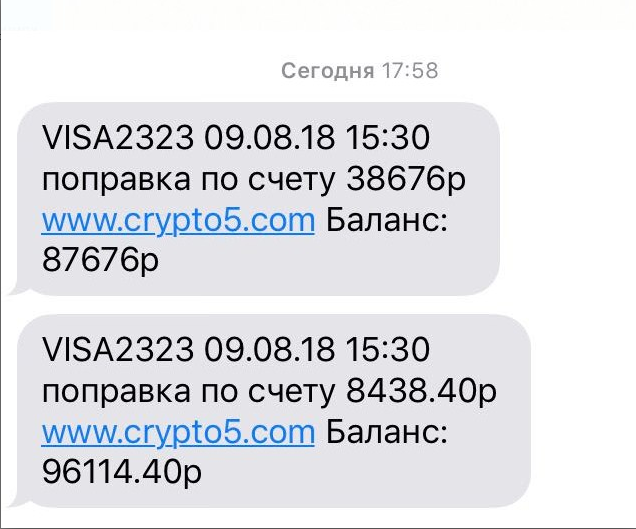 Сегодня 17:58
VISA2323 09.08.18 15:30
поправка по счету 38676р
www.crypto5.com Баланс:
87676р
VISA2323 09.08.18 15:30
поправка по счету 8438.40р
www.crypto5.com Баланс:
96114.40р